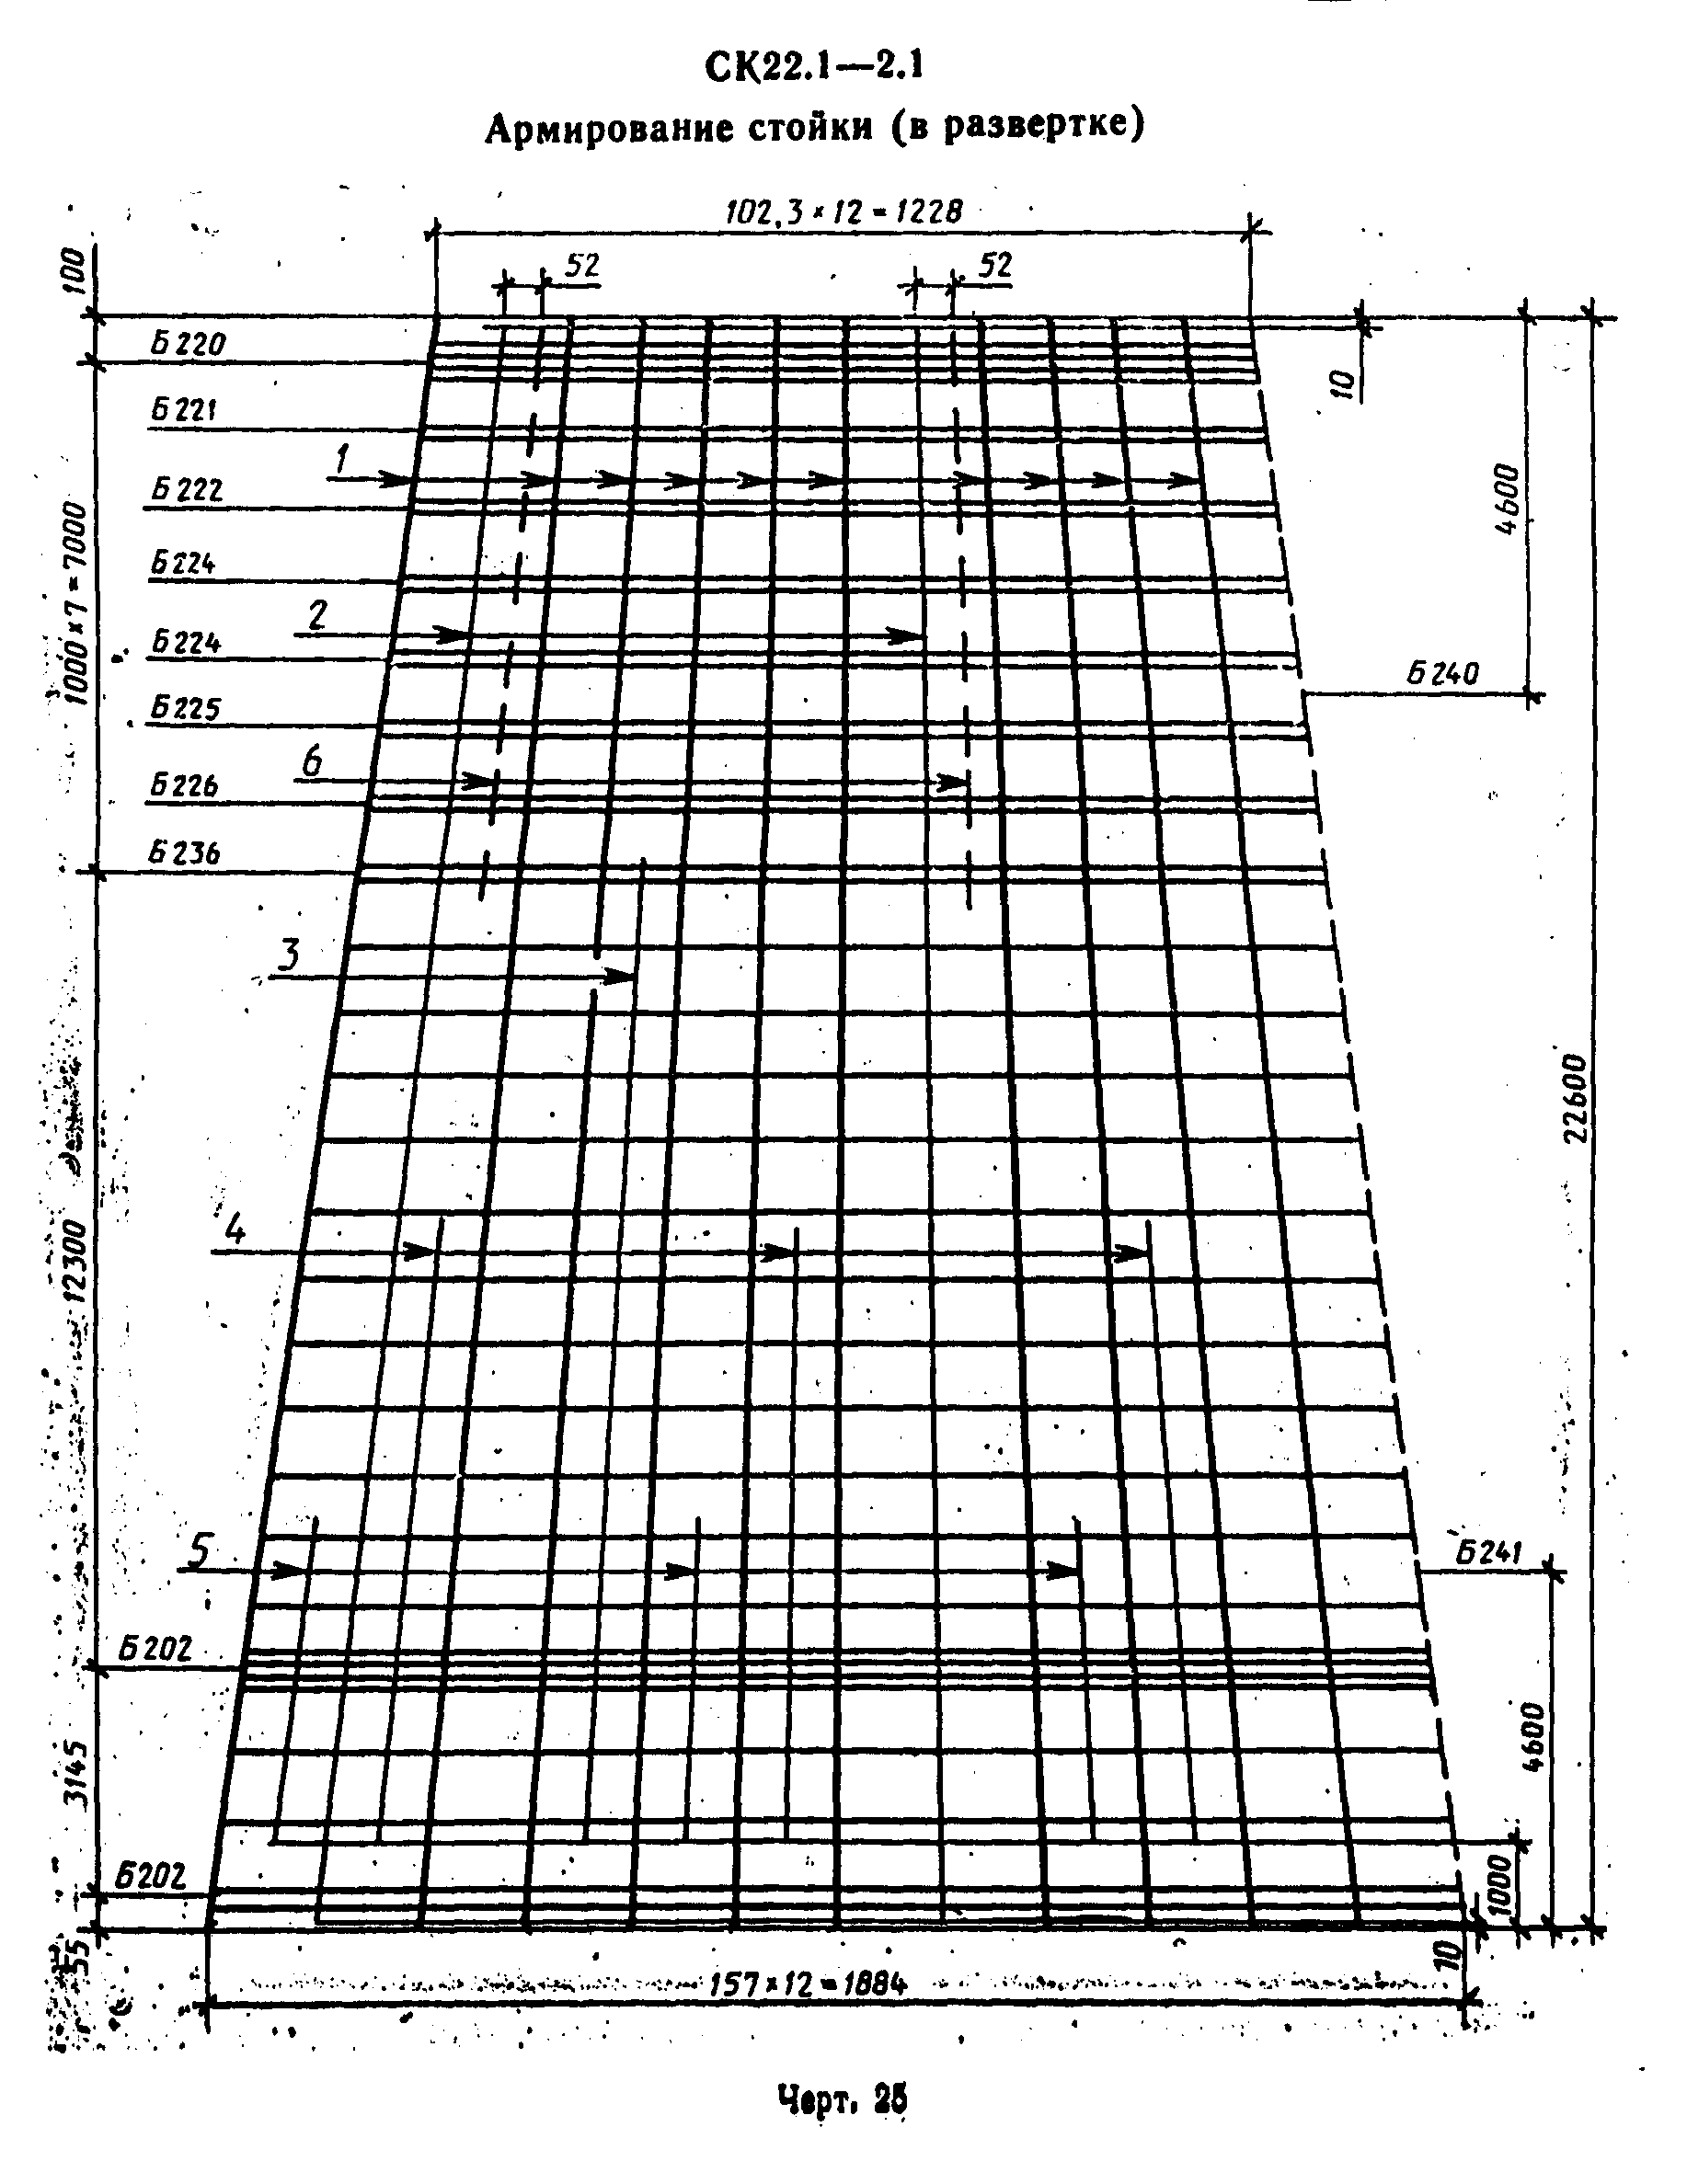 СК22.1—2.1
Армирование стойки (в развертке)
102,3×12=1228
52
52
100
Б220
10
Б221
1
Б222
4600
1000×7=7000
Б224
2
Б224
Б240
Б225
6
Б226
Б236
3
22600
4
12300
5
Б241
Б202
4600
3145
Б202
1000
55
10
157×12=1884
Черт. 25